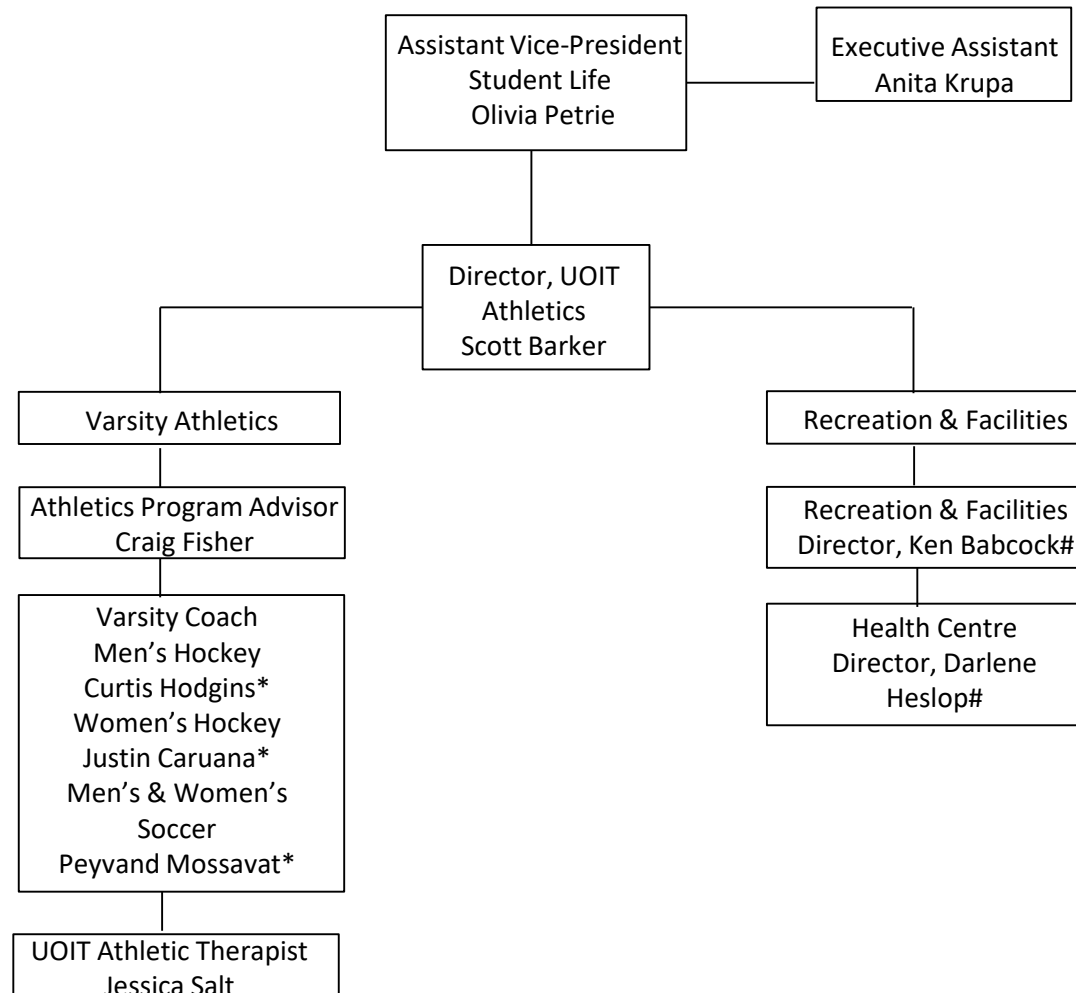 Assistant Vice-President
Student Life
Olivia Petrie
Executive Assistant
Anita Krupa
Director, UOIT
Athletics
Scott Barker
Varsity Athletics
Recreation & Facilities
Athletics Program Advisor
Craig Fisher
Recreation & Facilities
Director, Ken Babcock#
Varsity Coach
Men’s Hockey
Curtis Hodgins*
Women’s Hockey
Justin Caruana*
Men’s & Women’s
Soccer
Peyvand Mossavat*
Health Centre
Director, Darlene
Heslop#
UOIT Athletic Therapist
Jessica Salt